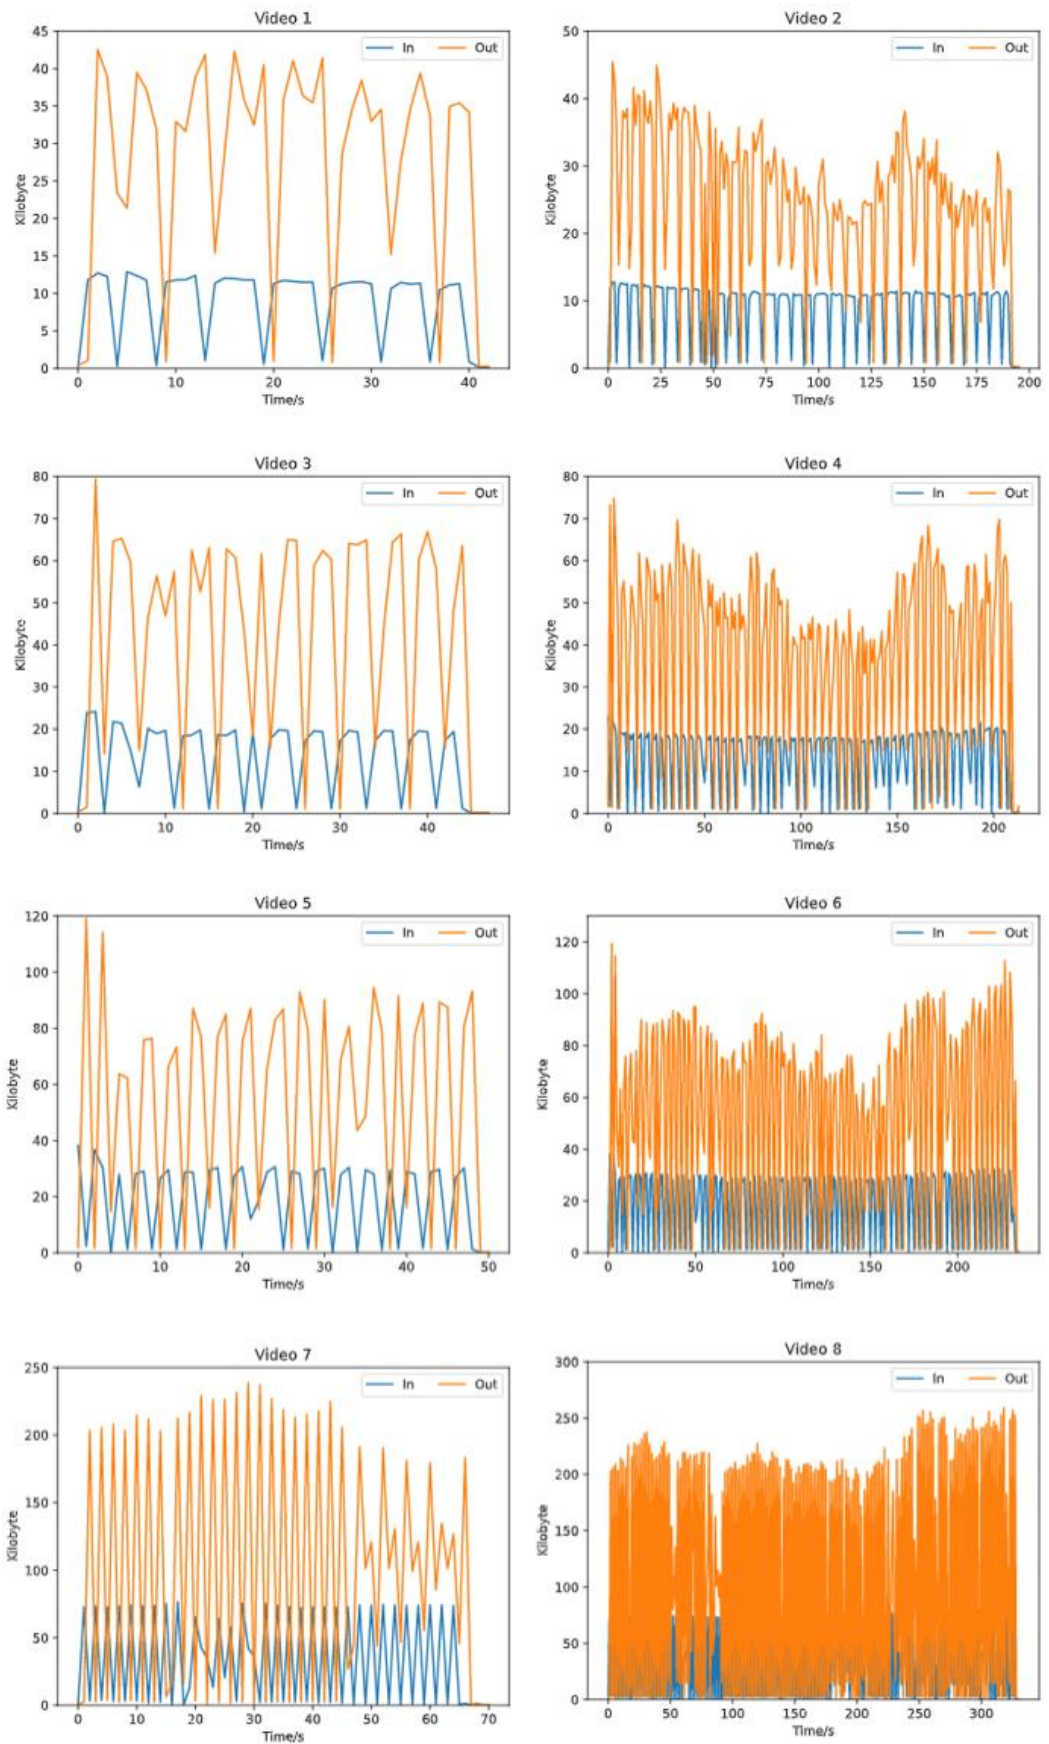 Video 1
In Out
Kilobyte
45
40
35
30
25
20
15
10
5
0
0 10 20 30 40
Time/s
Video 2
In Out
Kilobyte
50
40
30
20
10
0
0 25 50 75 100 125 150 175 200
Time/s
Video 3
In Out
Kilobyte
80
70
60
50
40
30
20
10
0
0 10 20 30 40
Time/s
Video 4
In Out
Kilobyte
80
70
60
50
40
30
20
10
0
0 50 100 150 200
Time/s
Video 5
In Out
Kilobyte
120
100
80
60
40
20
0
0 10 20 30 40 50
Time/s
Video 6
In Out
Kilobyte
120
100
80
60
40
20
0
0 50 100 150 200
Time/s
Video 7
In Out
Kilobyte
250
200
150
100
50
0
0 10 20 30 40 50 60 70
Time/s
Video 8
In Out
Kilobyte
300
250
200
150
100
50
0
0 50 100 150 200 250 300
Time/s